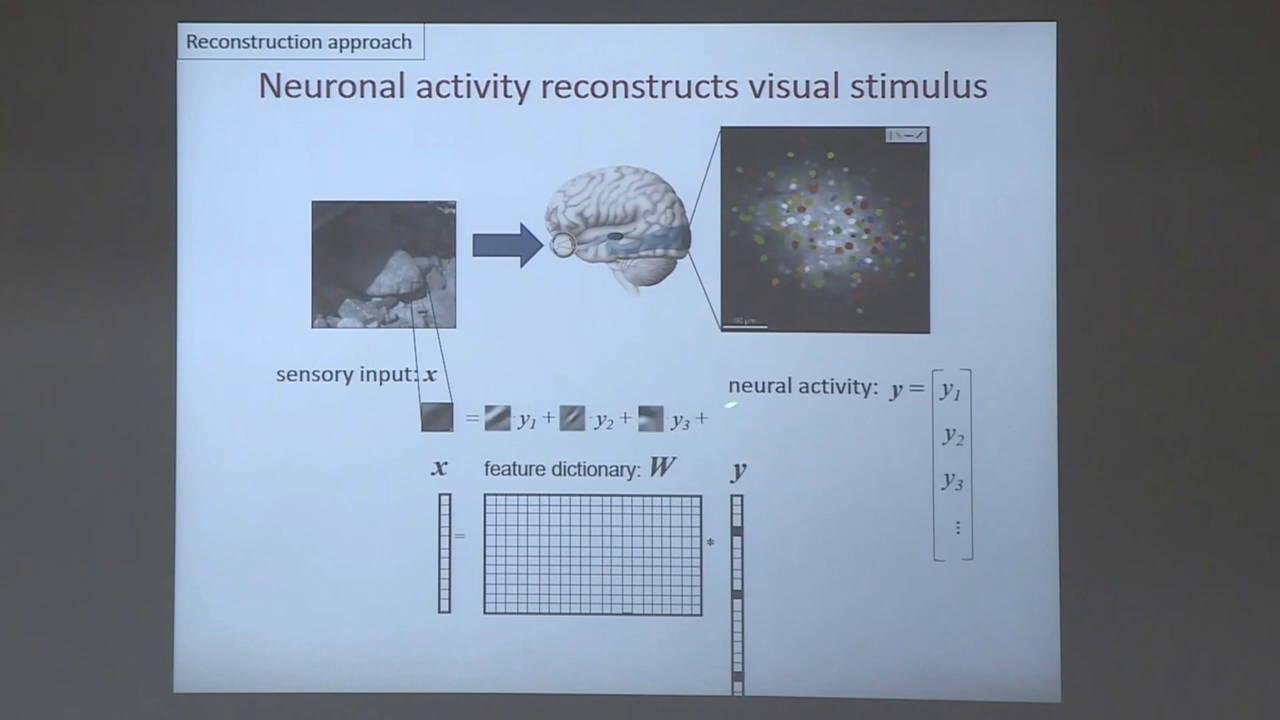 Reconstruction approach
Neuronal activity reconstructs visual stimulus
sensory input: x
neural activity: y =
y1
y2
y3
⋮
= y1 + y2 + y3 +
x
feature dictionary: W
y
=
*